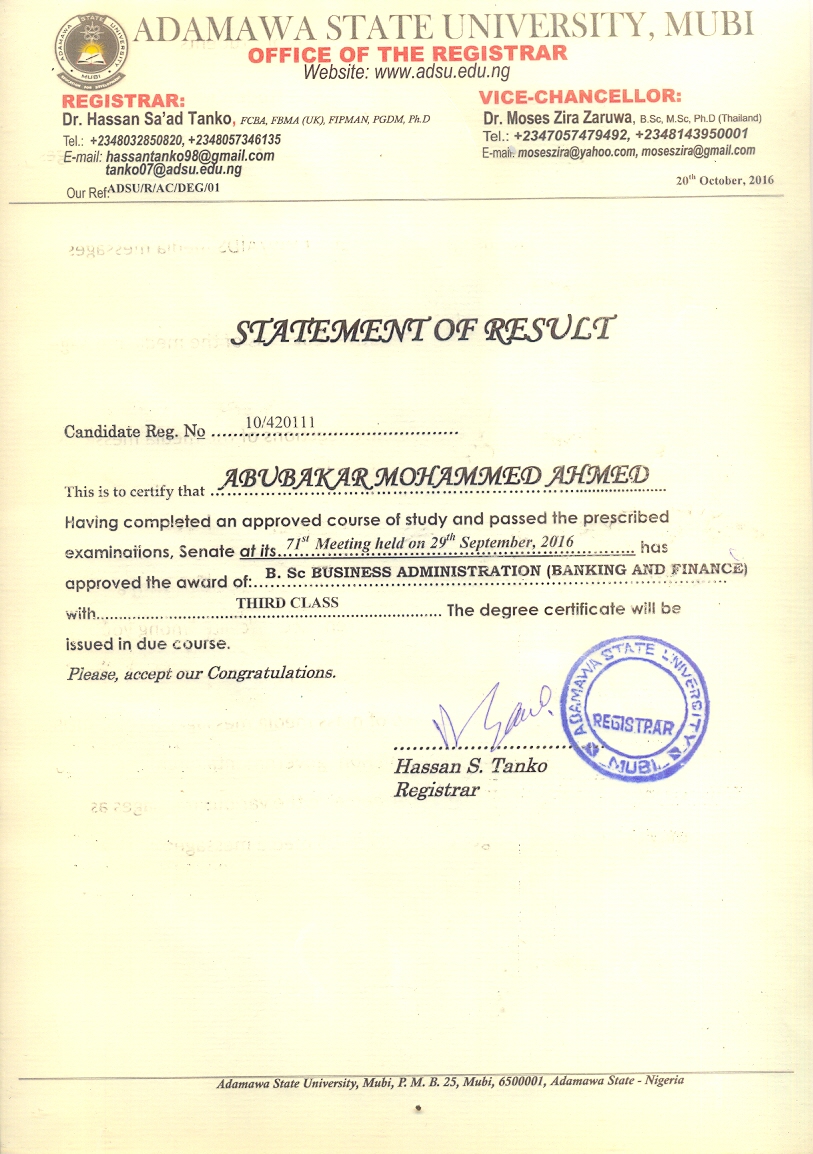 ADAMAWA STATE UNIVERSITY, MUBI
OFFICE OF THE REGISTRAR
Website: www.adsu.edu.ng
ADAMAWA STATE UNIVERSITY
MUBI
REGISTRAR:
Dr. Hassan Sa'ad Tanko, FCBA, FBMA (UK), FIPMAN, PGDM, Ph.D
Tel.: +2348032850820, +2348057346135
E-mail: hassantanko98@gmail.com
tanko07@adsu.edu.ng
Our Ref: ADSU/R/AC/DEG/01
VICE-CHANCELLOR:
Dr. Moses Zira Zaruwa, B.Sc, M.Sc, Ph.D (Thailand)
Tel.: +2347057479492, +2348143950001
E-mail: moseszira@yahoo.com, moseszira@gmail.com
20th October, 2016
STATEMENT OF RESULT
Candidate Reg. No 10/420111
This is to certify that ABUBAKAR MOHAMMED AHMED
Having completed an approved course of study and passed the prescribed
examinations, Senate at its 71st Meeting held on 29th September, 2016 has
approved the award of: B. Sc BUSINESS ADMINISTRATION (BANKING AND FINANCE)
with THIRD CLASS The degree certificate will be
issued in due course.
Please, accept our Congratulations.
Hassan S. Tanko
Registrar
ADAMAWA STATE UNIVERSITY
REGISTRAR
MUBI
Adamawa State University, Mubi, P. M. B. 25, Mubi, 6500001, Adamawa State - Nigeria